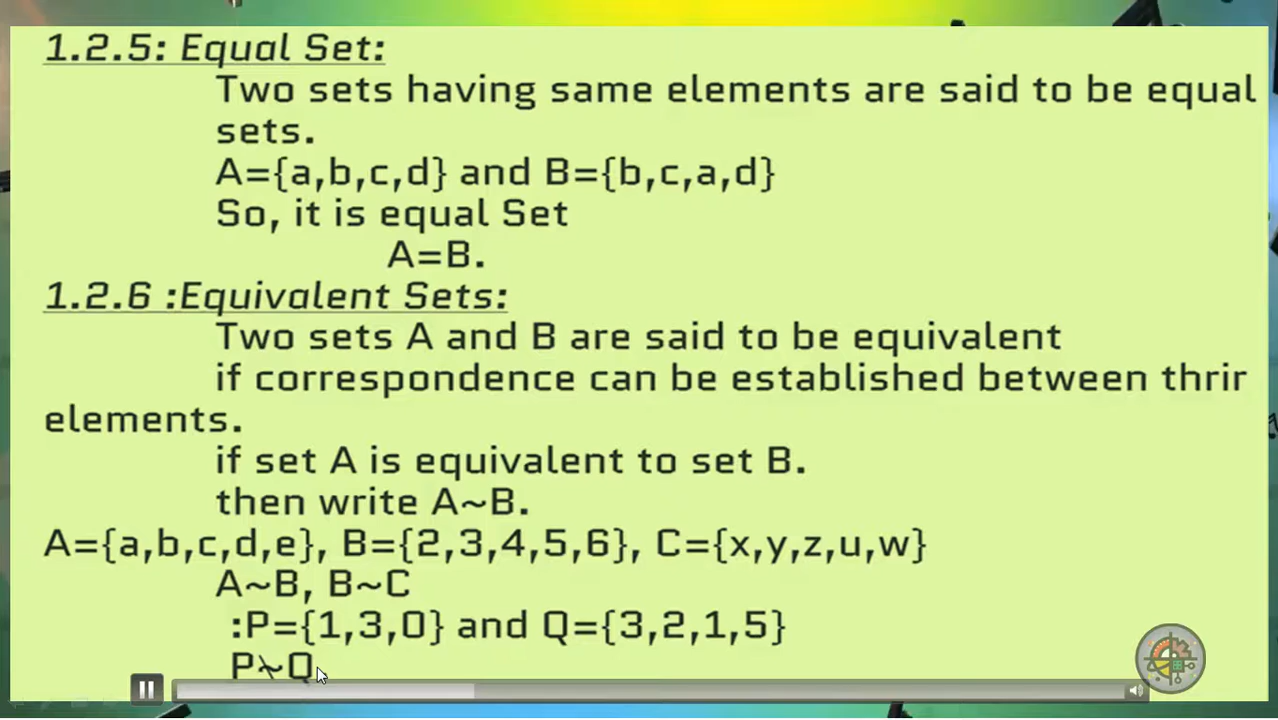 1.2.5: Equal Set:
Two sets having same elements are said to be equal
sets.
A={a,b,c,d} and B={b,c,a,d}
So, it is equal Set
A=B.
1.2.6 :Equivalent Sets:
Two sets A and B are said to be equivalent
if correspondence can be established between thrir
elements.
if set A is equivalent to set B.
then write A~B.
A={a,b,c,d,e}, B={2,3,4,5,6}, C={x,y,z,u,w}
A~B, B~C
:P={1,3,0} and Q={3,2,1,5}
P≁Q